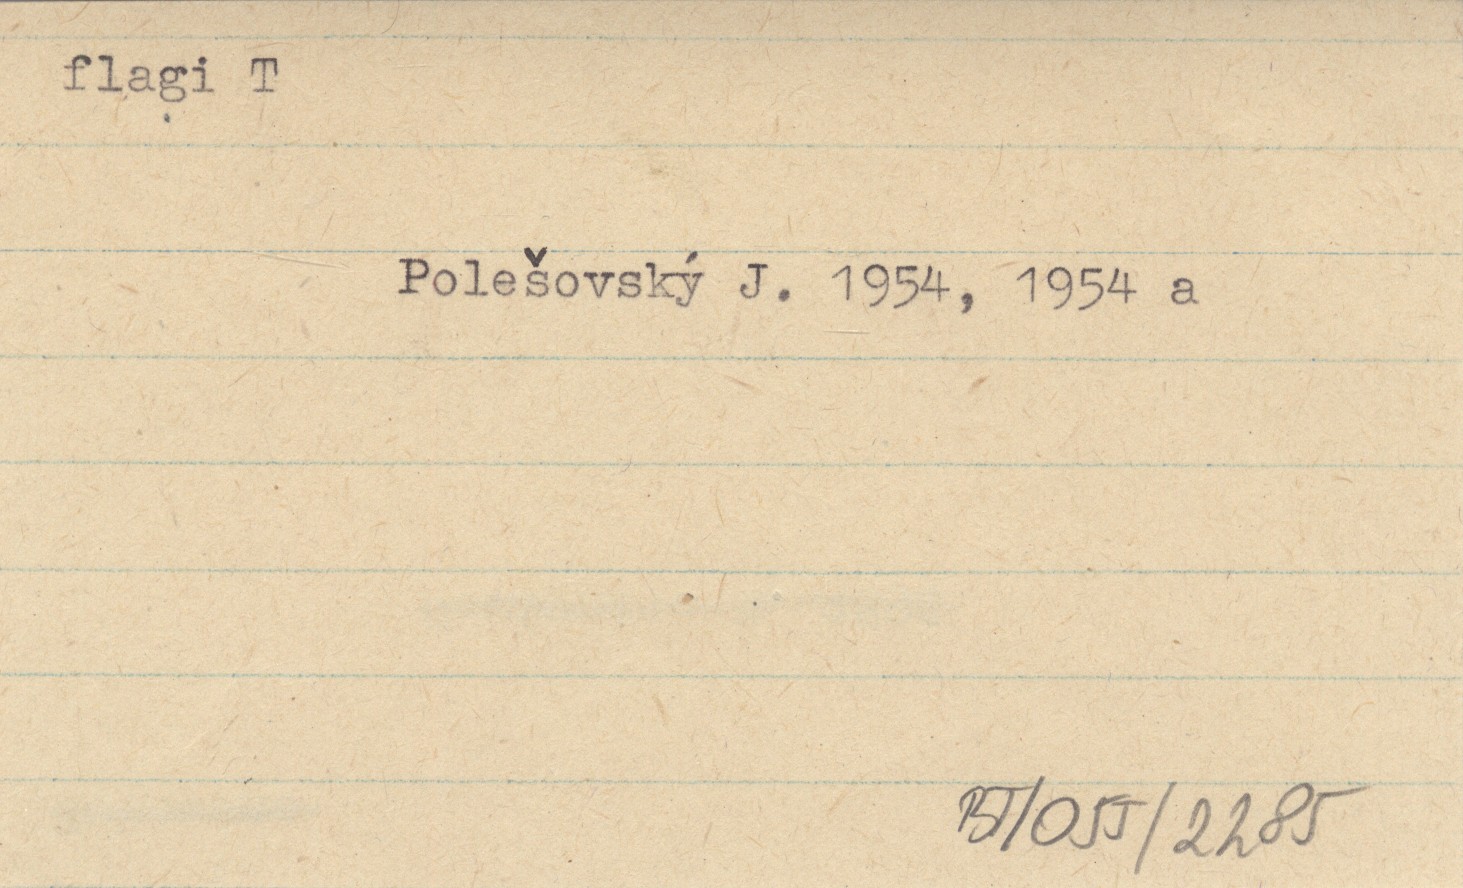 flagi T
Polešovský J. 1954, 1954 a
BT/055/2285